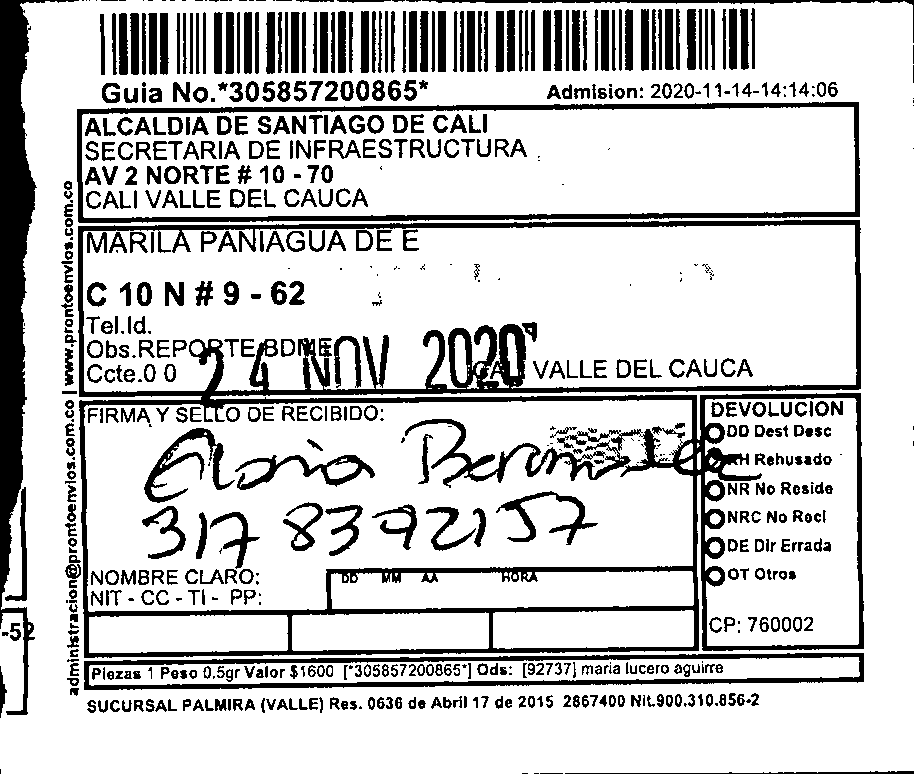 Guia No.*305857200865*
Admision: 2020-11-14-14:14:06
ALCALDIA DE SANTIAGO DE CALI
SECRETARIA DE INFRAESTRUCTURA
AV 2 NORTE # 10 - 70
CALI VALLE DEL CAUCA
MARILA PANIAGUA DE E
C 10 N # 9 - 62
Tel.Id.
Obs.REPORTE BDME
Ccte.0 0
24 NOV 2020
CALI VALLE DEL CAUCA
FIRMA Y SELLO DE RECIBIDO:
Gloria Bermudez
317 8392157
NOMBRE CLARO:
NIT - CC - TI - PP:
DD MM AA HORA
DEVOLUCION
DD Dest Desc
RH Rehusado
NR No Reside
NRC No Recl
DE Dir Errada
OT Otros
CP: 760002
Piezas 1 Peso 0.5gr Valor $1600 [*305857200865*] Ods: [92737] maria lucero aguirre
SUCURSAL PALMIRA (VALLE) Res. 0636 de Abril 17 de 2015 2867400 Nit.900.310.856-2
administracion@prontoenvios.com.co | www.prontoenvios.com.co
-52